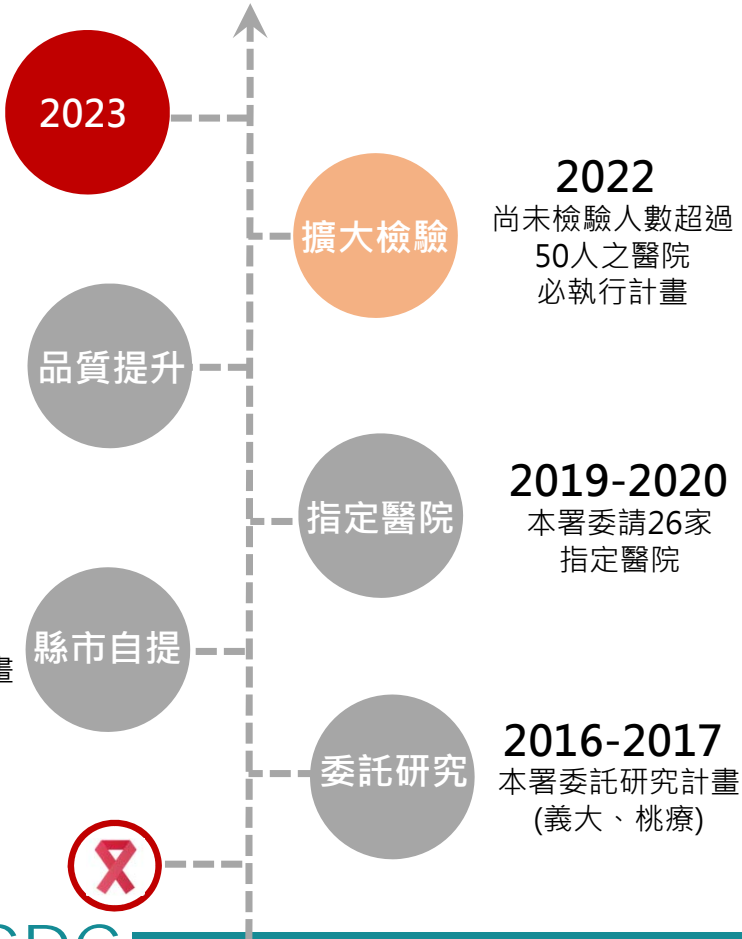 2023
擴大檢驗
2022
尚未檢驗人數超過
50人之醫院
必執行計畫
品質提升
指定醫院
2019-2020
本署委請26家
指定醫院
縣市自提
畫
委託研究
2016-2017
本署委託研究計畫
(義大、桃療)
CDC